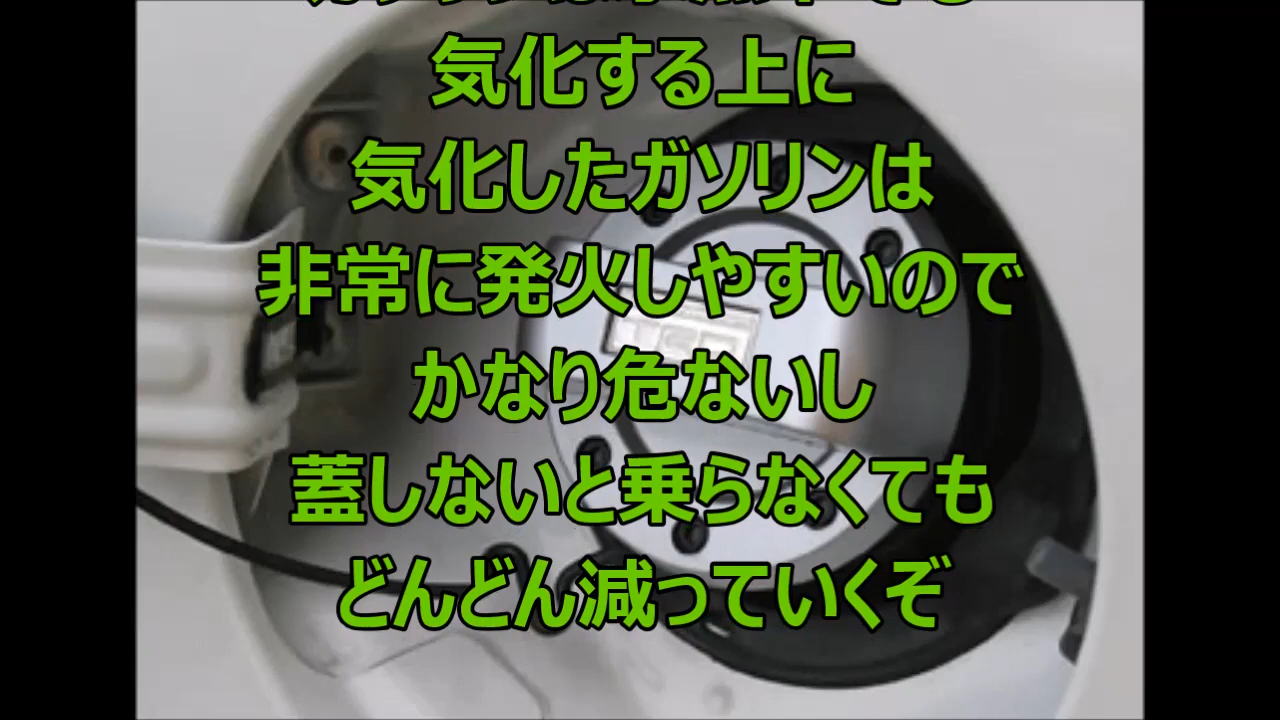 気化する上に
気化したガソリンは
非常に発火しやすいので
かなり危ないし
蓋しないと乗らなくても
どんどん減っていくぞ